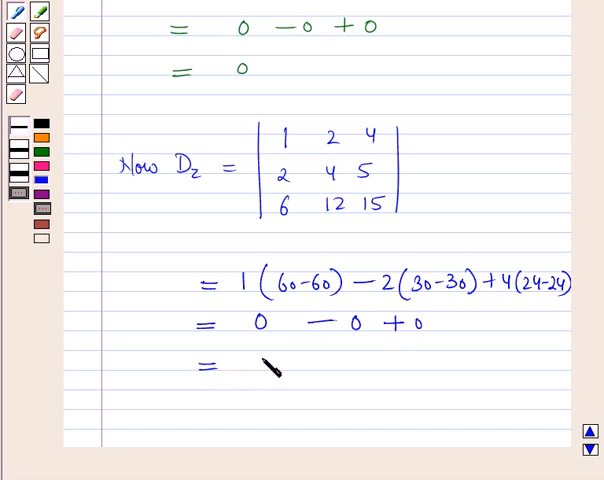 = 0 - 0 + 0
= 0
Now Dz = | 1 2 4 |
| 2 4 5 |
| 6 12 15 |
= 1 (60-60) - 2 (30-30) + 4 (24-24)
= 0 - 0 + 0
=